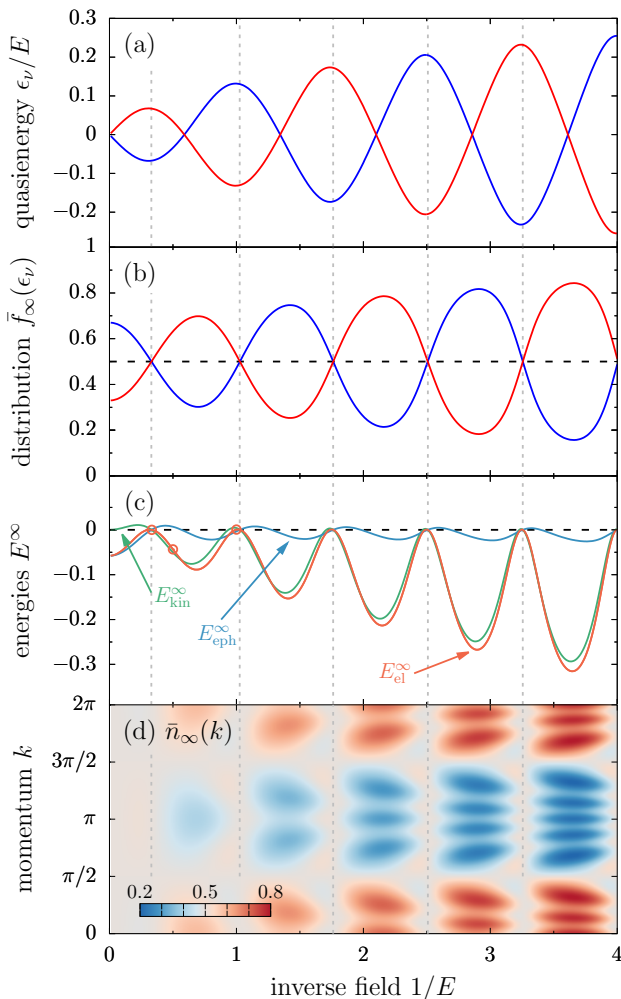 (a)
quasienergy ϵ_ν/E
0.3
0.2
0.1
0
−0.1
−0.2
(b)
distribution f̄_∞(ϵ_ν)
1
0.8
0.6
0.4
0.2
0
(c)
energies E^∞
0
−0.1
−0.2
−0.3
E^∞_kin
E^∞_eph
E^∞_el
(d) n̄_∞(k)
momentum k
2π
3π/2
π
π/2
0
0.2 0.5 0.8
0 1 2 3 4
inverse field 1/E